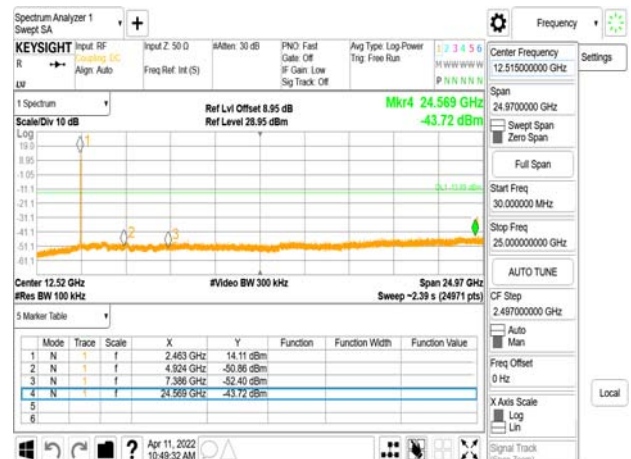 Spectrum Analyzer 1
Swept SA
+
Frequency
KEYSIGHT Input: RF Input Z: 50 Ω #Atten: 30 dB PNO: Fast Avg Type: Log-Power 1 2 3 4 5 6
R Coupling: DC Gate: Off Trig: Free Run M W W W W W
Align: Auto Freq Ref: Int (S) IF Gain: Low P N N N N N
Sig Track: Off
LXI
1 Spectrum
Ref Lvl Offset 8.95 dB Mkr4 24.569 GHz
Scale/Div 10 dB Ref Level 28.95 dBm -43.72 dBm
Log
19.0
8.95
-1.05
-11.1
-21.1
-31.1
-41.1
-51.1
-61.1
1
2
3
Center 12.52 GHz #Video BW 300 kHz Span 24.97 GHz
#Res BW 100 kHz Sweep ~2.39 s (24971 pts)
5 Marker Table
Mode Trace Scale X Y Function Function Width Function Value
1 N 1 f 2.463 GHz 14.11 dBm
2 N 1 f 4.924 GHz -50.86 dBm
3 N 1 f 7.386 GHz -52.40 dBm
4 N 1 f 24.569 GHz -43.72 dBm
5
6
? Apr 11, 2022
10:49:32 AM
Center Frequency
12.515000000 GHz
Settings
Span
24.9700000 GHz
Swept Span
Zero Span
Full Span
Start Freq
30.000000 MHz
Stop Freq
25.000000000 GHz
AUTO TUNE
CF Step
2.497000000 GHz
Auto
Man
Freq Offset
0 Hz
X Axis Scale
Log
Lin
Local
Signal Track